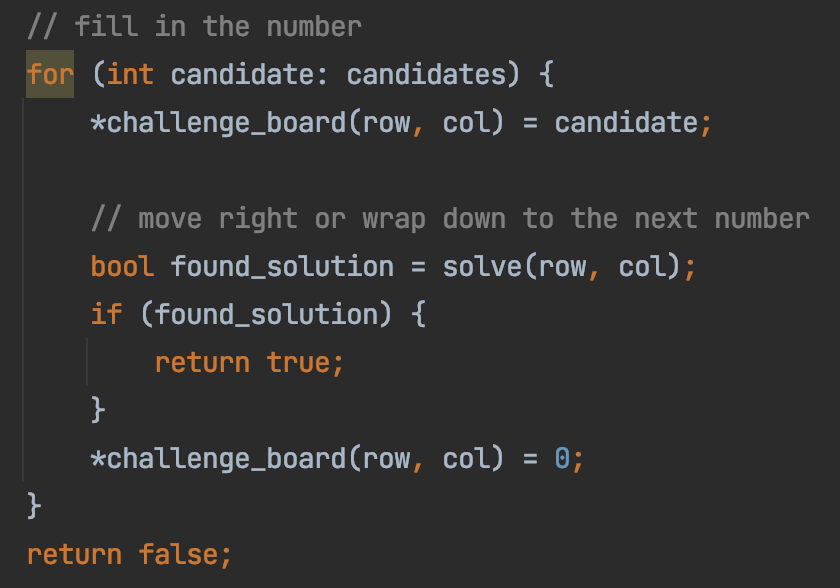 // fill in the number
for (int candidate: candidates) {
    *challenge_board(row, col) = candidate;

    // move right or wrap down to the next number
    bool found_solution = solve(row, col);
    if (found_solution) {
        return true;
    }
    *challenge_board(row, col) = 0;
}
return false;